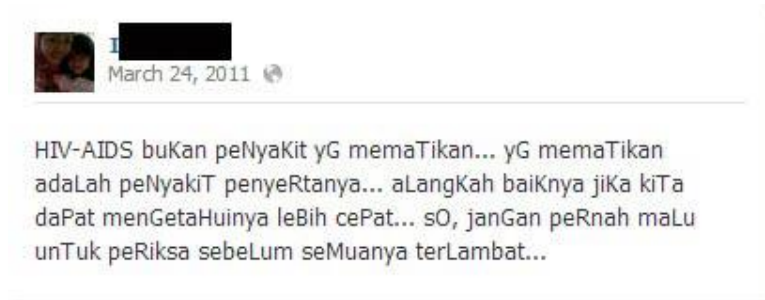 I
March 24, 2011
HIV-AIDS buKan peNyaKit yG memaTikan... yG memaTikan
adaLah peNyakiT penyeRtanya... aLangKah baiKnya jiKa kiTa
daPat menGetaHuinya leBih cePat... sO, janGan peRnah maLu
unTuk peRiksa sebeLum seMuanya terLambat...